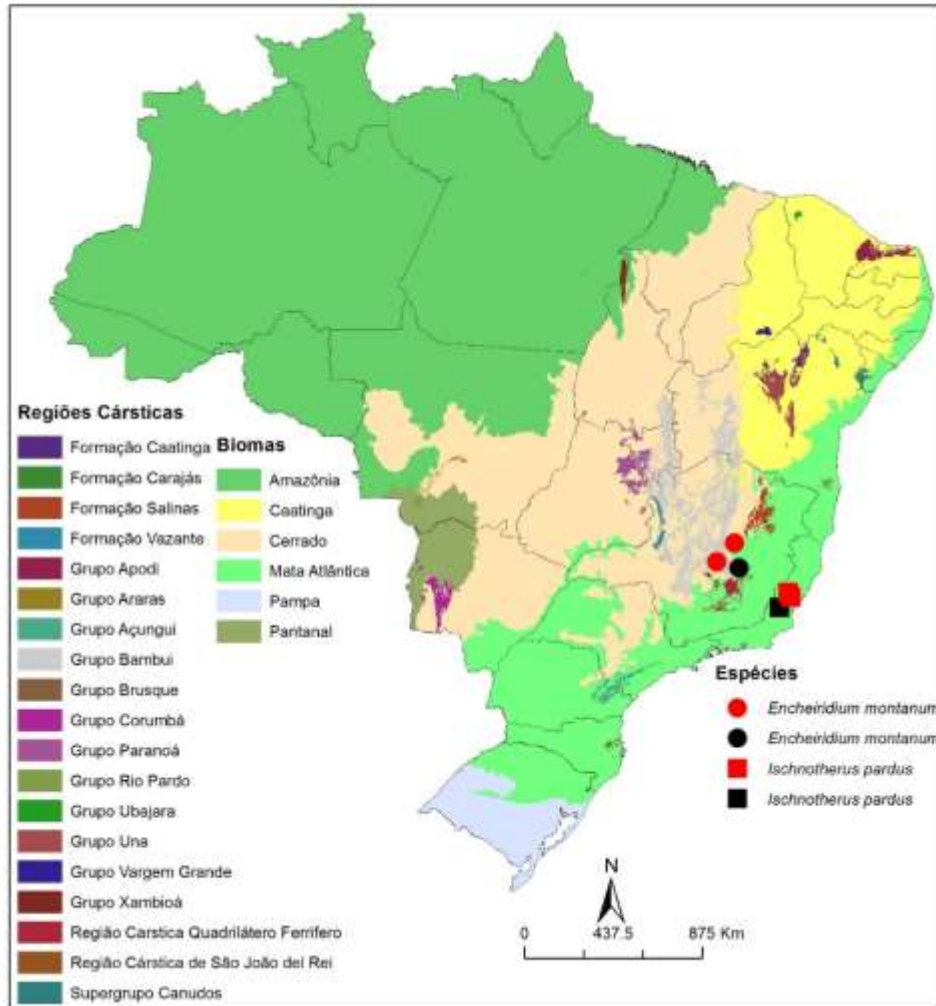 Regiões Cársticas
Formação Caatinga
Formação Carajás
Formação Salinas
Formação Vazante
Grupo Apodi
Grupo Araras
Grupo Açungui
Grupo Bambui
Grupo Brusque
Grupo Corumbá
Grupo Paranoá
Grupo Rio Pardo
Grupo Ubajara
Grupo Una
Grupo Vargem Grande
Grupo Xambioá
Região Carstica Quadrilátero Ferrífero
Região Cárstica de São João del Rei
Supergrupo Canudos
Biomas
Amazônia
Caatinga
Cerrado
Mata Atlântica
Pampa
Pantanal
Espécies
Encheiridium montanum
Encheiridium montanum
Ischnotherus pardus
Ischnotherus pardus
N
0 437.5 875 Km